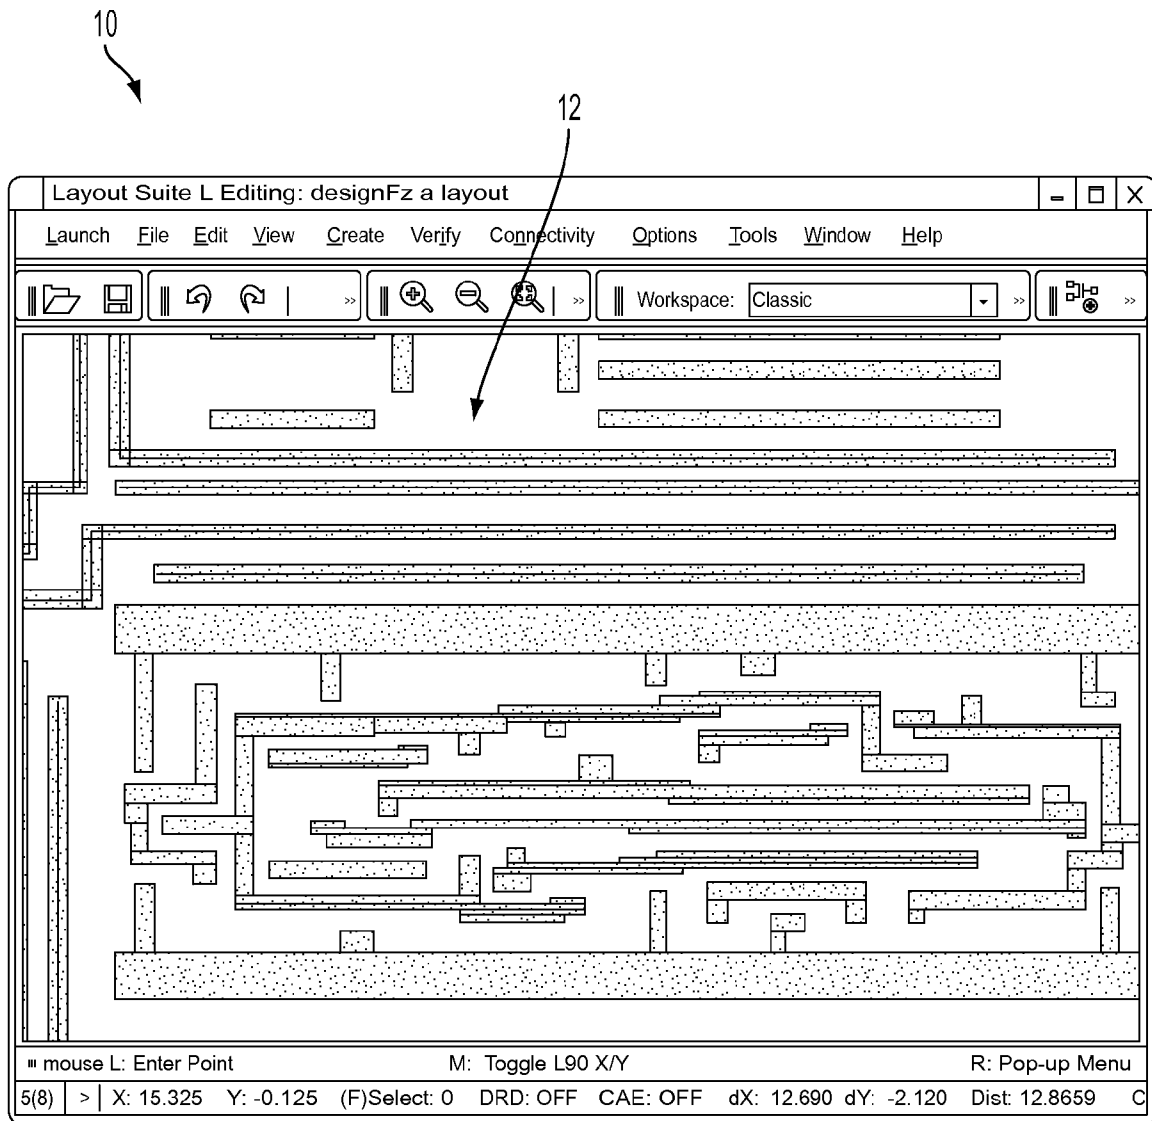 10
12
Layout Suite L Editing: designFz a layout
Launch File Edit View Create Verify Connectivity Options Tools Window Help
Workspace: Classic
mouse L: Enter Point M: Toggle L90 X/Y R: Pop-up Menu
5(8) > X: 15.325 Y: -0.125 (F)Select: 0 DRD: OFF CAE: OFF dX: 12.690 dY: -2.120 Dist: 12.8659 C